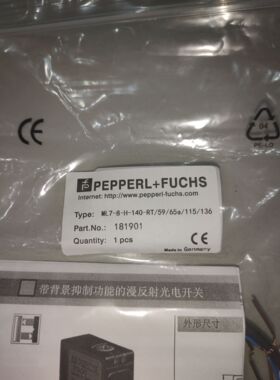 CE
04
PE-LD
PEPPERL+FUCHS
Internet: http://www.pepperl-fuchs.com
Type: ML7-8-H-140-RT/59/65a/115/136
Part.No.: 181901
Quantity: 1 pcs
Made in Germany
带背景抑制功能的漫反射光电开关
外形尺寸